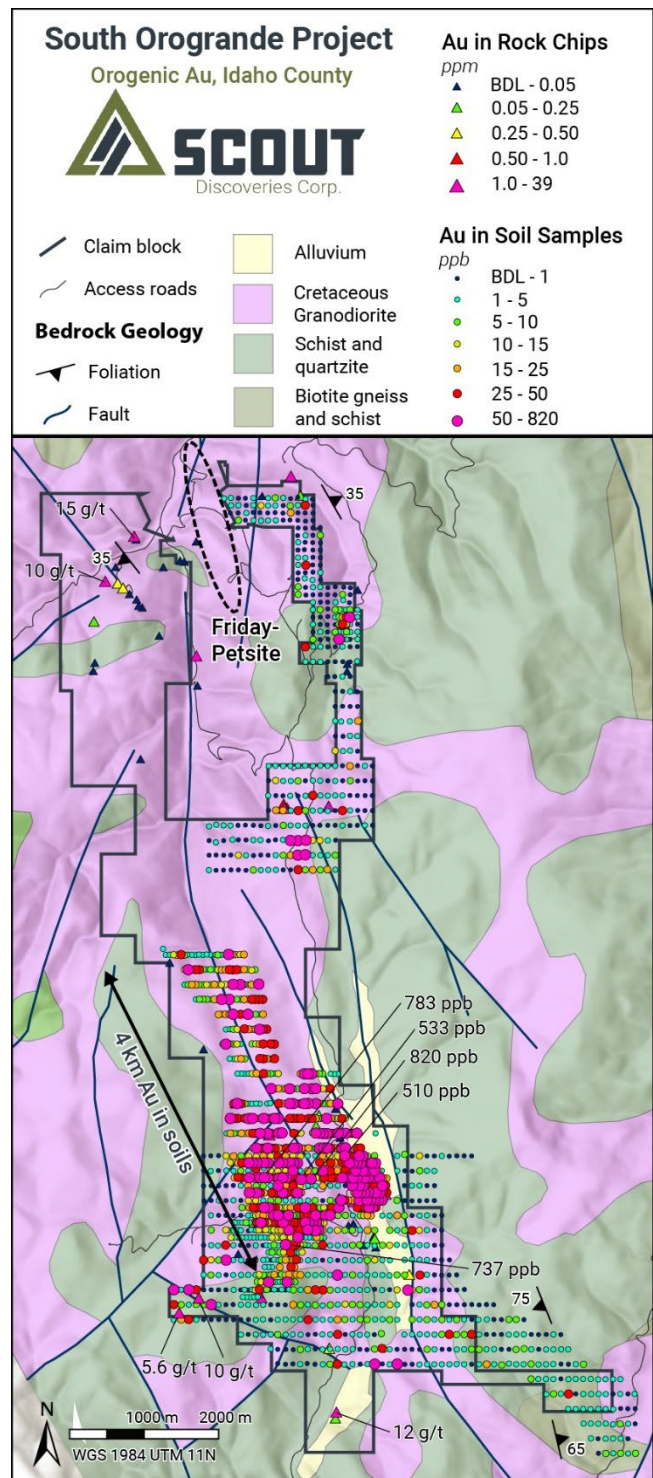 South Orogrande Project
Orogenic Au, Idaho County
SCOUT
Discoveries Corp.
Claim block
Access roads
Bedrock Geology
Foliation
Fault
Alluvium
Cretaceous
Granodiorite
Schist and
quartzite
Biotite gneiss
and schist
Au in Rock Chips
ppm
BDL - 0.05
0.05 - 0.25
0.25 - 0.50
0.50 - 1.0
1.0 - 39
Au in Soil Samples
ppb
BDL - 1
1 - 5
5 - 10
10 - 15
15 - 25
25 - 50
50 - 820
35
15 g/t
35
10 g/t
Friday-
Petsite
783 ppb
533 ppb
820 ppb
510 ppb
4 km Au in soils
737 ppb
75
5.6 g/t
10 g/t
12 g/t
65
N
1000 m
2000 m
WGS 1984 UTM 11N